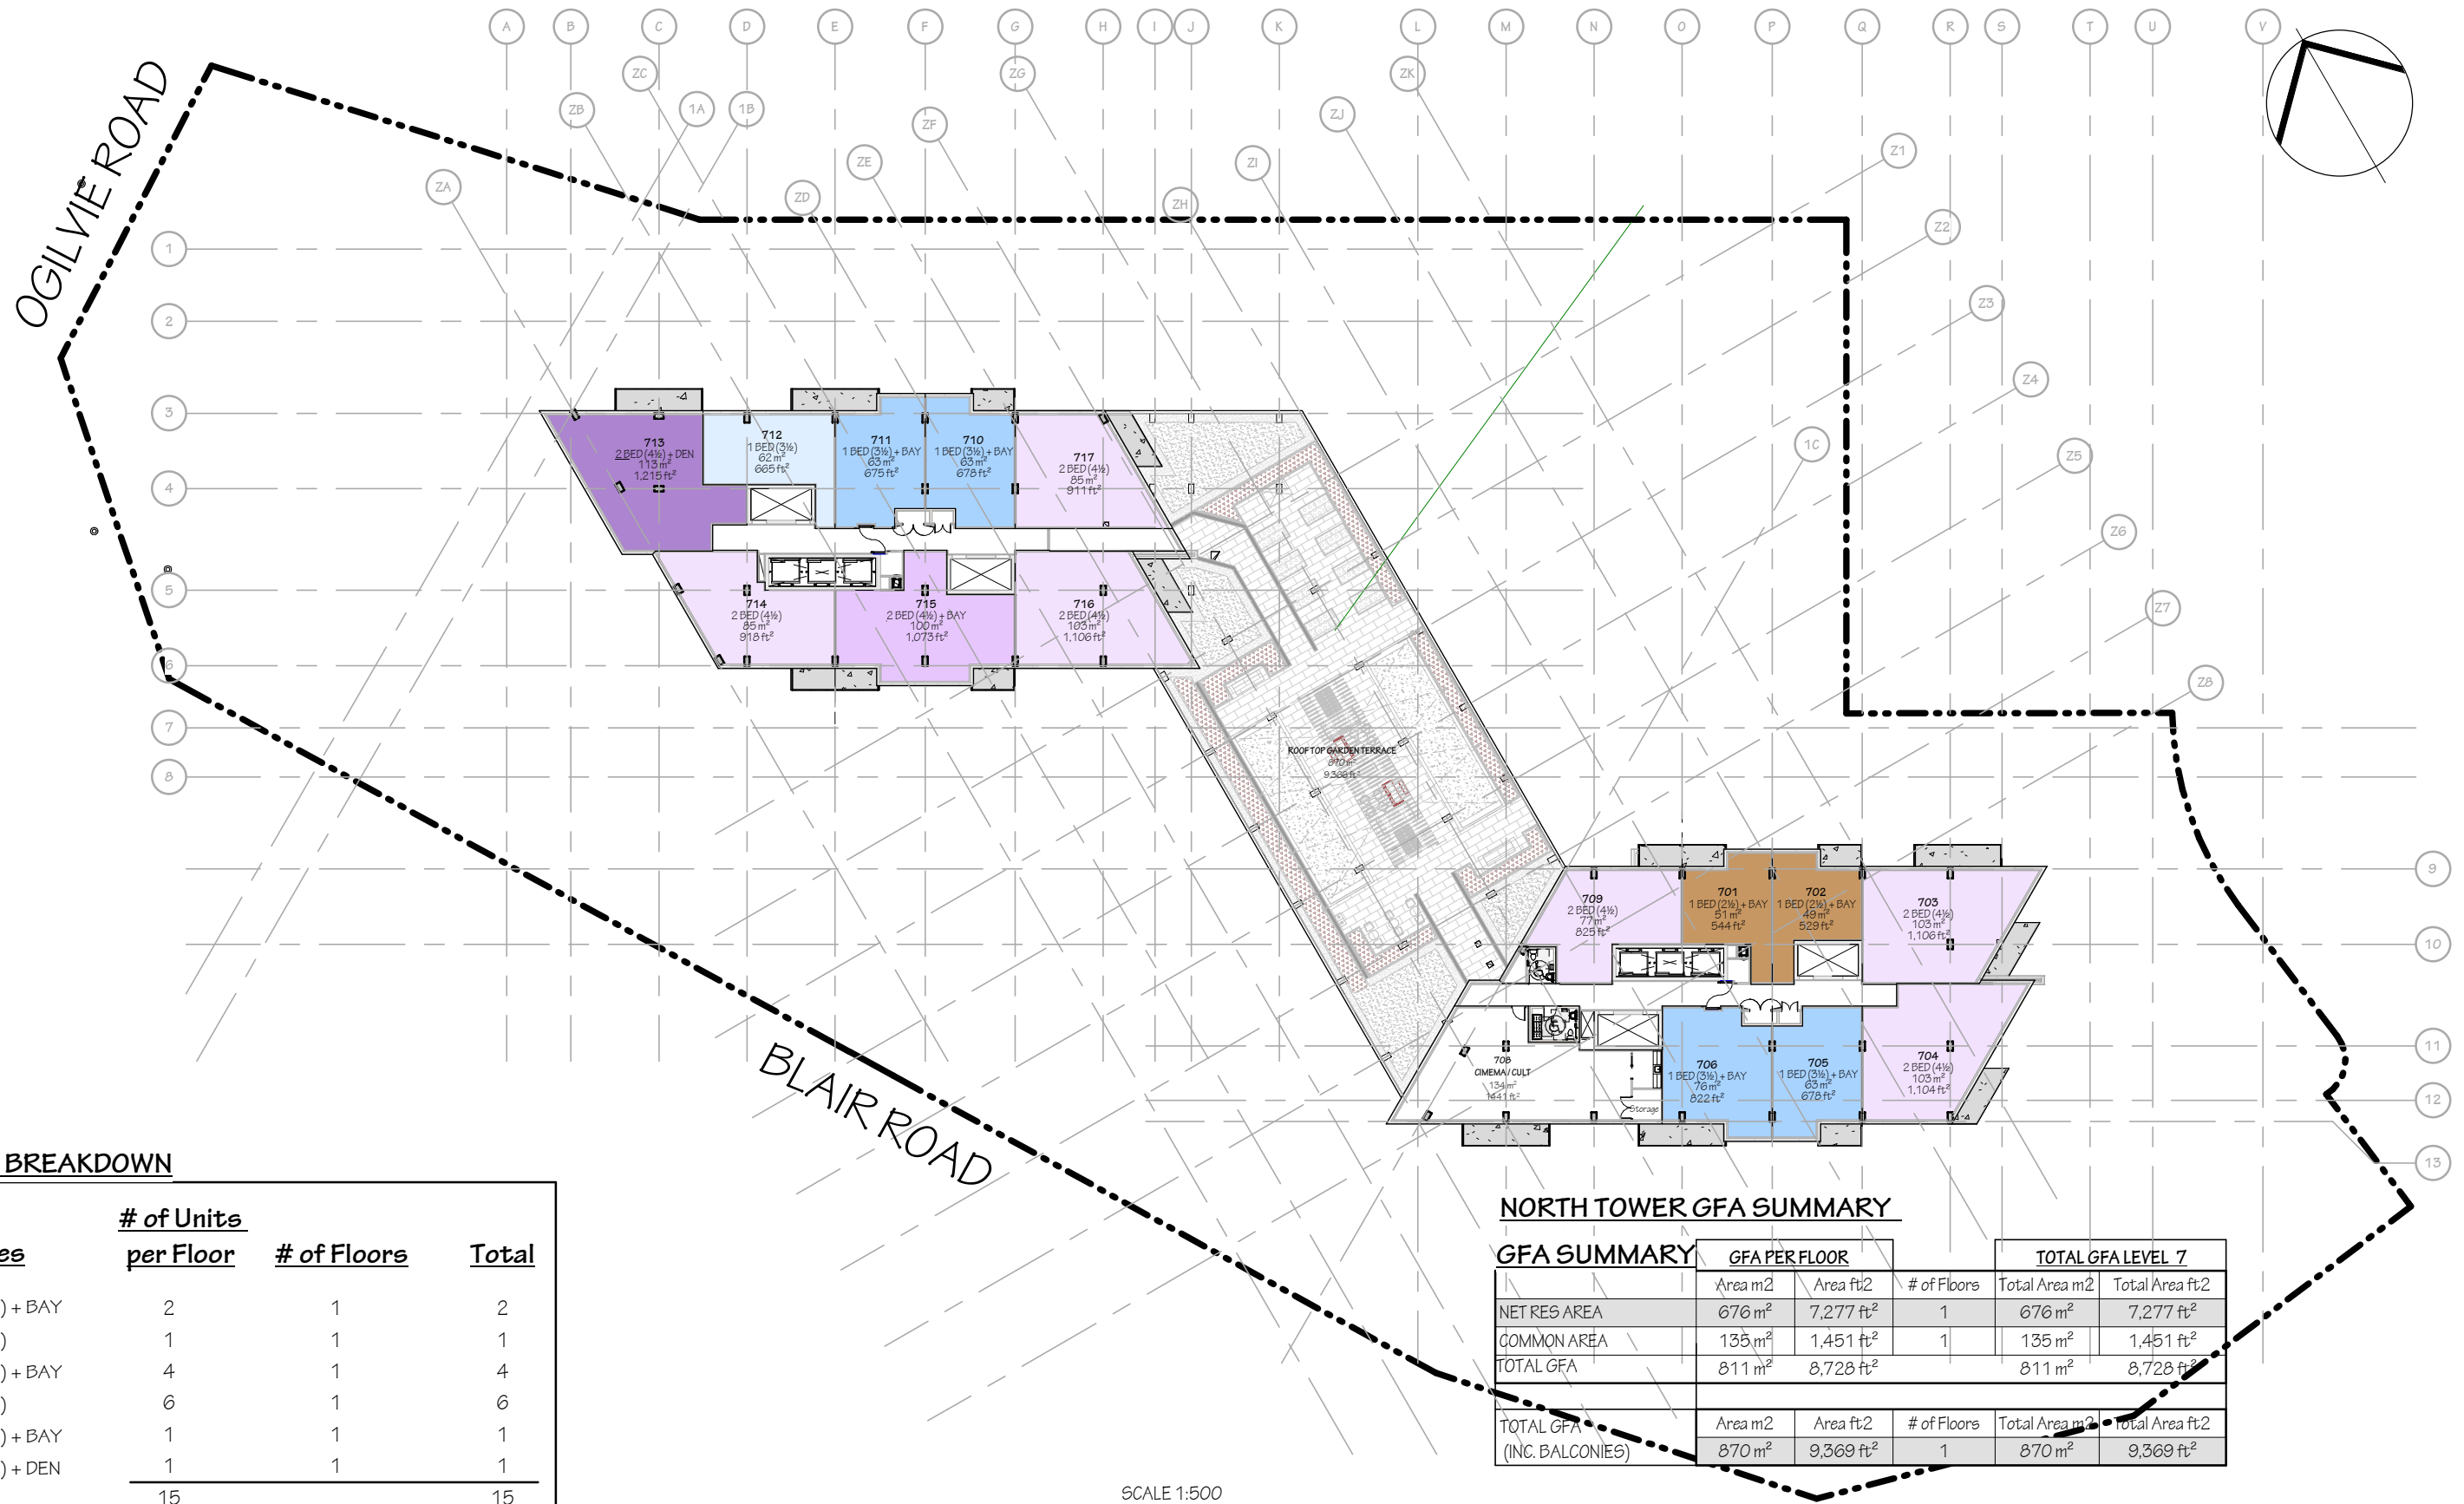 A B C D E F G H I J K L M N O P Q R S T U V
ZC ZG ZK
ZB 1A 1B ZF ZJ
ZA ZD ZE ZH ZI Z1
Z2
Z3
Z4
1C Z5
Z6
Z7
Z8
OGILVIE ROAD
1
2
3
4
5
6
7
8
713
2 BED (4½) + DEN
113 m²
1,215 ft²
712
1 BED (3½)
62 m²
665 ft²
711
1 BED (3½) + BAY
63 m²
675 ft²
710
1 BED (3½) + BAY
63 m²
678 ft²
717
2 BED (4½)
85 m²
911 ft²
714
2 BED (4½)
85 m²
918 ft²
715
2 BED (4½) + BAY
100 m²
1,073 ft²
716
2 BED (4½)
103 m²
1,106 ft²
ROOF TOP GARDEN TERRACE
870 m²
9,368 ft²
709
2 BED (4½)
77 m²
825 ft²
701
1 BED (2½) + BAY
51 m²
544 ft²
702
1 BED (2½) + BAY
49 m²
529 ft²
703
2 BED (4½)
103 m²
1,106 ft²
708
CIMEMA / CULT
134 m²
1441 ft²
Storage
706
1 BED (3½) + BAY
76 m²
822 ft²
705
1 BED (3½) + BAY
63 m²
678 ft²
704
2 BED (4½)
103 m²
1,104 ft²
9
10
11
12
13
BLAIR ROAD
BREAKDOWN
# of Units
es per Floor # of Floors Total
) + BAY 2 1 2
) 1 1 1
) + BAY 4 1 4
) 6 1 6
) + BAY 1 1 1
) + DEN 1 1 1
15 15
SCALE 1:500
NORTH TOWER GFA SUMMARY
GFA SUMMARY GFA PER FLOOR TOTAL GFA LEVEL 7
Area m2 Area ft2 # of Floors Total Area m2 Total Area ft2
NET RES AREA 676 m² 7,277 ft² 1 676 m² 7,277 ft²
COMMON AREA 135 m² 1,451 ft² 1 135 m² 1,451 ft²
TOTAL GFA 811 m² 8,728 ft² 811 m² 8,728 ft²
TOTAL GFA Area m2 Area ft2 # of Floors Total Area m2 Total Area ft2
(INC. BALCONIES) 870 m² 9,369 ft² 1 870 m² 9,369 ft²